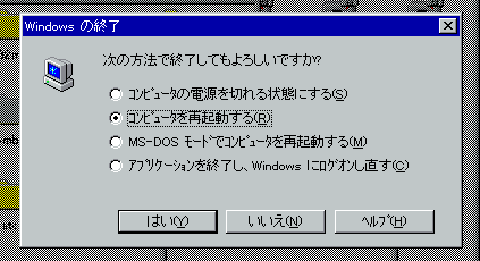 Windows の終了
次の方法で終了してもよろしいですか?
ｺﾝﾋﾟｭｰﾀの電源を切れる状態にする(S)
ｺﾝﾋﾟｭｰﾀを再起動する(R)
MS-DOS ﾓｰﾄﾞでｺﾝﾋﾟｭｰﾀを再起動する(M)
ｱﾌﾟﾘｹｰｼｮﾝを終了し、Windows にﾛｸﾞｵﾝし直す(C)
はい(Y)
いいえ(N)
ﾍﾙﾌﾟ(H)